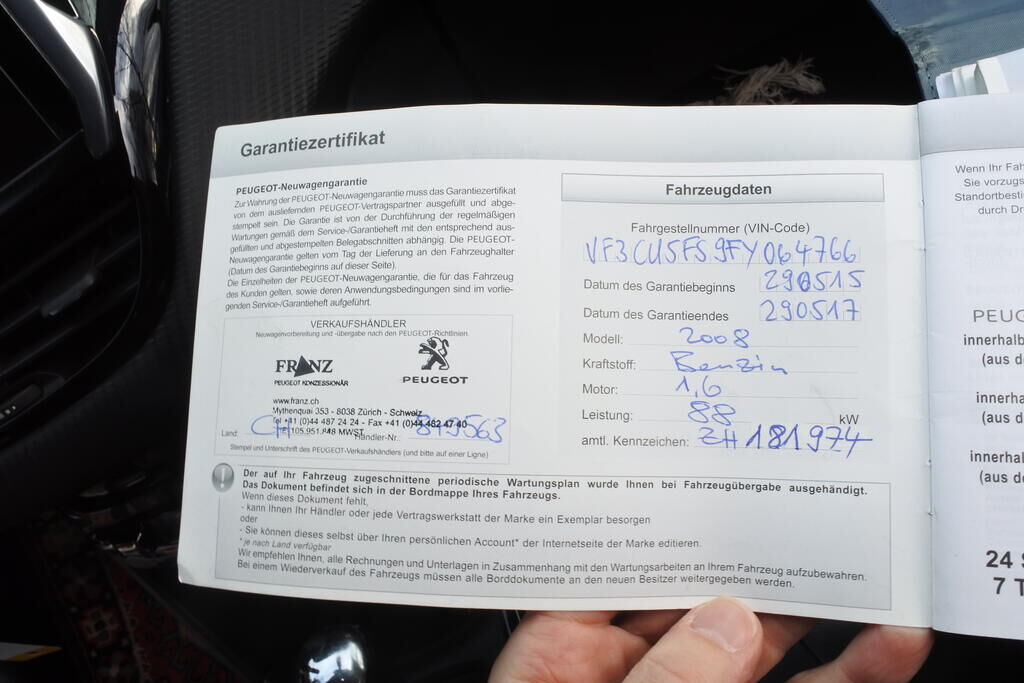 Garantiezertifikat
PEUGEOT-Neuwagengarantie
Zur Wahrung der PEUGEOT-Neuwagengarantie muss das Garantiezertifikat
von dem ausliefernden PEUGEOT-Vertragspartner ausgefüllt und abge-
stempelt sein. Die Garantie ist von der Durchführung der regelmäßigen
Wartungen gemäß dem Service-/Garantieheft mit den entsprechend aus-
gefüllten und abgestempelten Belegabschnitten abhängig. Die PEUGEOT-
Neuwagengarantie gelten vom Tag der Lieferung an den Fahrzeughalter
(Datum des Garantiebeginns auf dieser Seite).
Die Einzelheiten der PEUGEOT-Neuwagengarantie, die für das Fahrzeug
des Kunden gelten, sowie deren Anwendungsbedingungen sind im vorlie-
genden Service-/Garantieheft aufgeführt.
VERKAUFSHÄNDLER
Neuwagenvorbereitung und -übergabe nach den PEUGEOT-Richtlinien.
FRANZ
PEUGEOT KONZESSIONÄR
PEUGEOT
www.franz.ch
Mythenquai 353 - 8038 Zürich - Schweiz
Tel +41 (0)44 487 24 24 - Fax +41 (0)44 482 47 40
105.951.848 MWST
Land: CH Händler-Nr.: 819563
Stempel und Unterschrift des PEUGEOT-Verkaufshändlers (und bitte auf einer Ligne)
Fahrzeugdaten
Fahrgestellnummer (VIN-Code)
VF3CU5FS9FY064766
Datum des Garantiebeginns 290515
Datum des Garantieendes 290517
Modell: 2008
Kraftstoff: Benzin
Motor: 1,6
Leistung: 88 kW
amtl. Kennzeichen: ZH 181974
Der auf Ihr Fahrzeug zugeschnittene periodische Wartungsplan wurde Ihnen bei Fahrzeugübergabe ausgehändigt.
Das Dokument befindet sich in der Bordmappe Ihres Fahrzeugs.
Wenn dieses Dokument fehlt,
- kann Ihnen Ihr Händler oder jede Vertragswerkstatt der Marke ein Exemplar besorgen
oder
- Sie können dieses selbst über Ihren persönlichen Account* der Internetseite der Marke editieren.
* je nach Land verfügbar
Wir empfehlen Ihnen, alle Rechnungen und Unterlagen in Zusammenhang mit den Wartungsarbeiten an Ihrem Fahrzeug aufzubewahren.
Bei einem Wiederverkauf des Fahrzeugs müssen alle Borddokumente an den neuen Besitzer weitergegeben werden.
Wenn Ihr Fah
Sie vorzugs
Standortbesti
durch Dr
PEUG
innerhalb
(aus d
innerha
(aus d
innerhal
(aus de
24 S
7 T